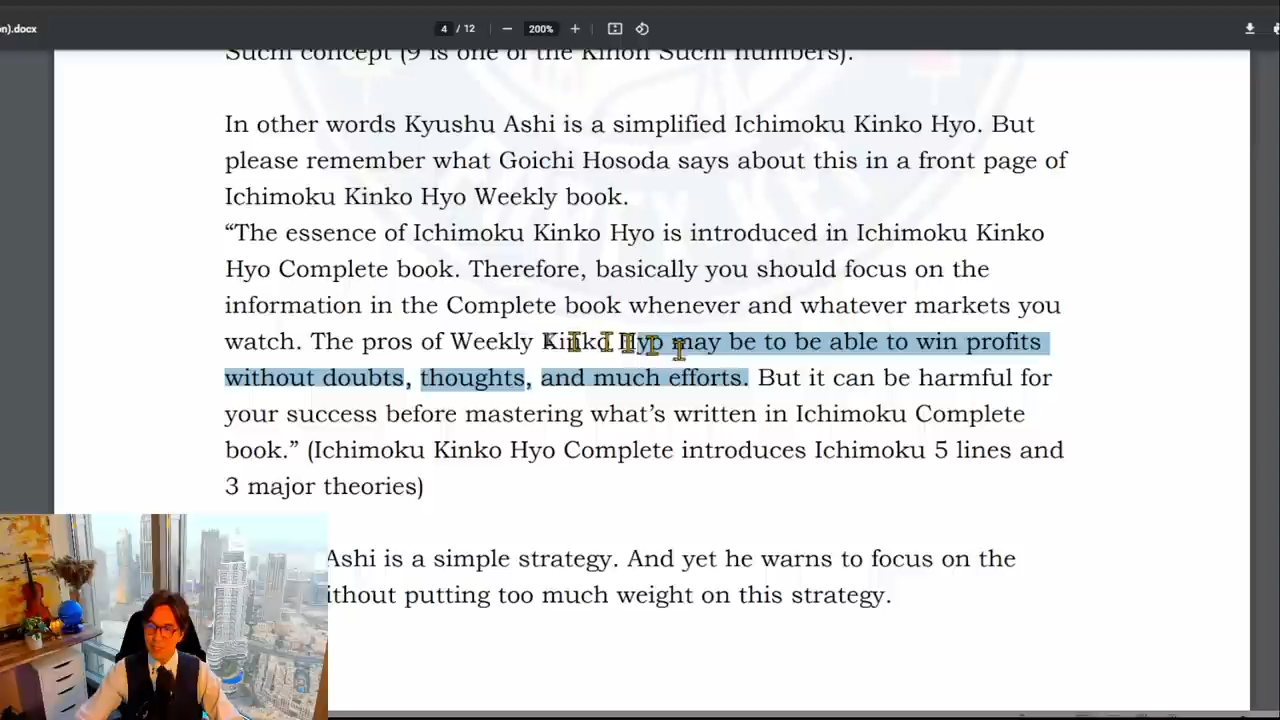 n).docx
4 / 12
200%
Suchi concept (9 is one of the Kihon Suchi numbers).
In other words Kyushu Ashi is a simplified Ichimoku Kinko Hyo. But
please remember what Goichi Hosoda says about this in a front page of
Ichimoku Kinko Hyo Weekly book.
“The essence of Ichimoku Kinko Hyo is introduced in Ichimoku Kinko
Hyo Complete book. Therefore, basically you should focus on the
information in the Complete book whenever and whatever markets you
watch. The pros of Weekly Kinko Hyo may be to be able to win profits
without doubts, thoughts, and much efforts. But it can be harmful for
your success before mastering what’s written in Ichimoku Complete
book.” (Ichimoku Kinko Hyo Complete introduces Ichimoku 5 lines and
3 major theories)
Ashi is a simple strategy. And yet he warns to focus on the
ithout putting too much weight on this strategy.